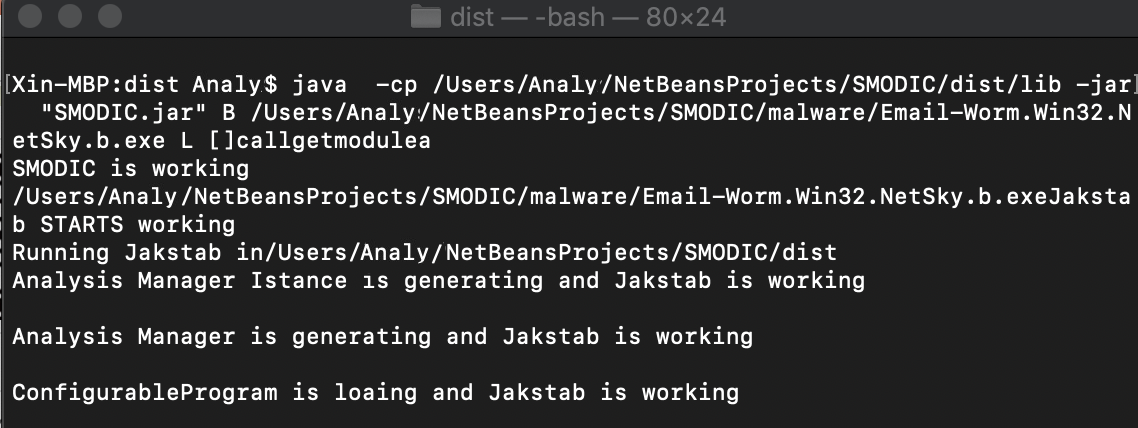 dist — -bash — 80×24
[Xin-MBP:dist Analy$ java  -cp /Users/Analy/NetBeansProjects/SMODIC/dist/lib -jar]
  "SMODIC.jar" B /Users/Analy/NetBeansProjects/SMODIC/malware/Email-Worm.Win32.N
etSky.b.exe L []callgetmodulea
SMODIC is working
/Users/Analy/NetBeansProjects/SMODIC/malware/Email-Worm.Win32.NetSky.b.exeJaksta
b STARTS working
Running Jakstab in/Users/Analy/NetBeansProjects/SMODIC/dist
Analysis Manager Istance is generating and Jakstab is working
Analysis Manager is generating and Jakstab is working
ConfigurableProgram is loaing and Jakstab is working